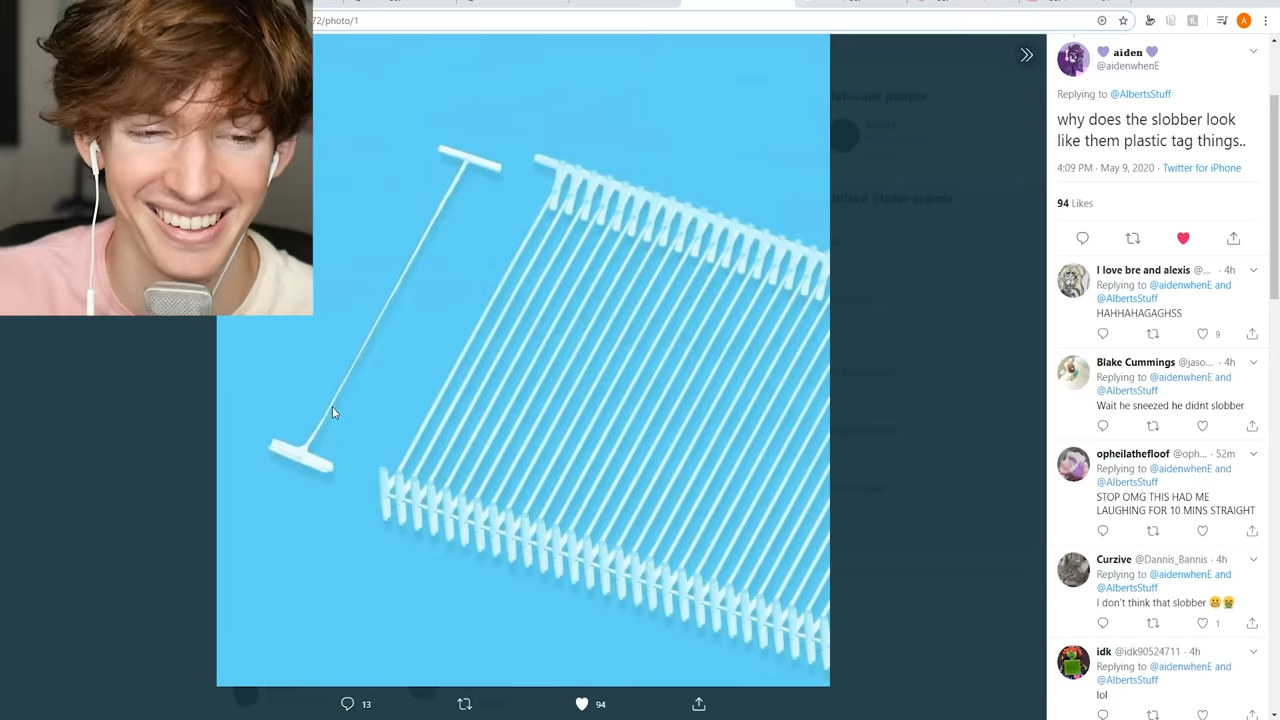 72/photo/1
A
💜 aiden 💜
@aidenwhenE
Replying to @AlbertsStuff
why does the slobber look
like them plastic tag things..
4:09 PM · May 9, 2020 · Twitter for iPhone
94 Likes
I love bre and alexis @... · 4h
Replying to @aidenwhenE and
@AlbertsStuff
HAHHAHAGAGHSS
9
Blake Cummings @jaso... · 4h
Replying to @aidenwhenE and
@AlbertsStuff
Wait he sneezed he didnt slobber
opheilathefloof @oph... · 52m
Replying to @aidenwhenE and
@AlbertsStuff
STOP OMG THIS HAD ME
LAUGHING FOR 10 MINS STRAIGHT
Curzive @Dannis_Bannis · 4h
Replying to @aidenwhenE and
@AlbertsStuff
I don't think that slobber 😬🤮
1
idk @idk90524711 · 4h
Replying to @aidenwhenE and
@AlbertsStuff
lol
13
94